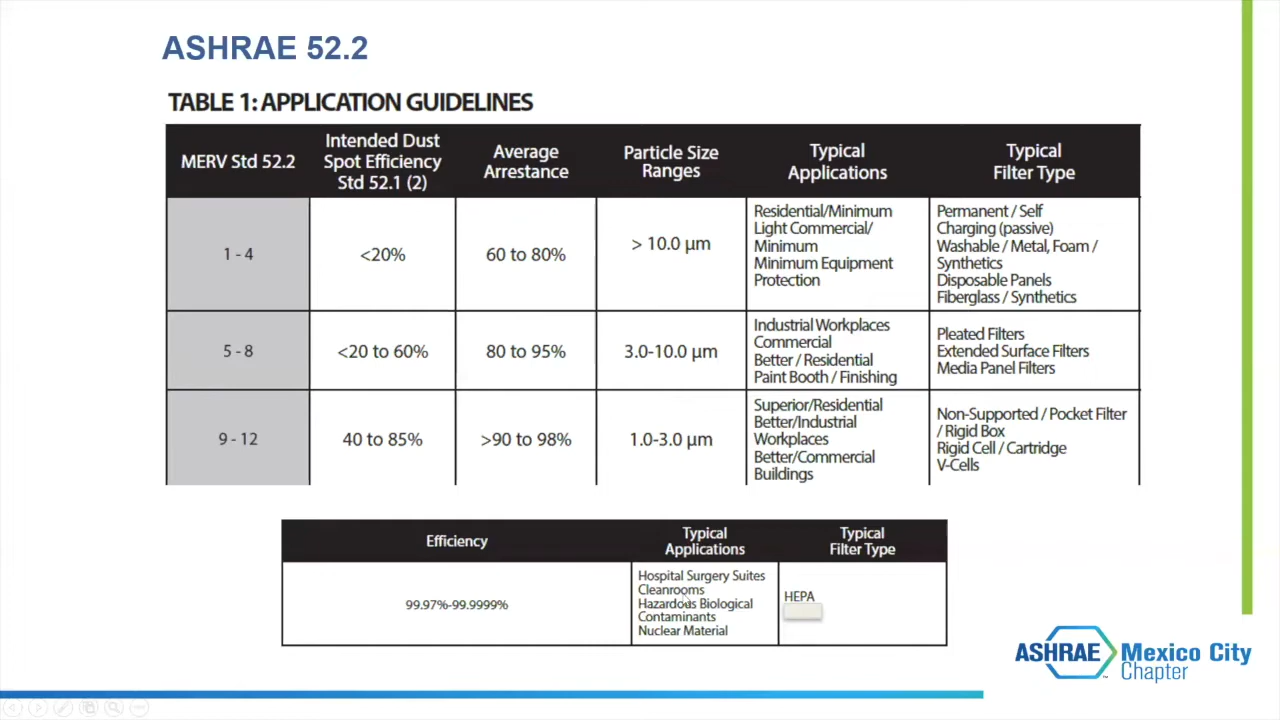 ASHRAE 52.2
TABLE 1: APPLICATION GUIDELINES
MERV Std 52.2
Intended Dust
Spot Efficiency
Std 52.1 (2)
Average
Arrestance
Particle Size
Ranges
Typical
Applications
Typical
Filter Type
1 - 4
<20%
60 to 80%
> 10.0 µm
Residential/Minimum
Light Commercial/
Minimum
Minimum Equipment
Protection
Permanent / Self
Charging (passive)
Washable / Metal, Foam /
Synthetics
Disposable Panels
Fiberglass / Synthetics
5 - 8
<20 to 60%
80 to 95%
3.0-10.0 µm
Industrial Workplaces
Commercial
Better / Residential
Paint Booth / Finishing
Pleated Filters
Extended Surface Filters
Media Panel Filters
9 - 12
40 to 85%
>90 to 98%
1.0-3.0 µm
Superior/Residential
Better/Industrial
Workplaces
Better/Commercial
Buildings
Non-Supported / Pocket Filter
/ Rigid Box
Rigid Cell / Cartridge
V-Cells
Efficiency
Typical
Applications
Typical
Filter Type
99.97%-99.9999%
Hospital Surgery Suites
Cleanrooms
Hazardous Biological
Contaminants
Nuclear Material
HEPA
ASHRAE Mexico City
Chapter